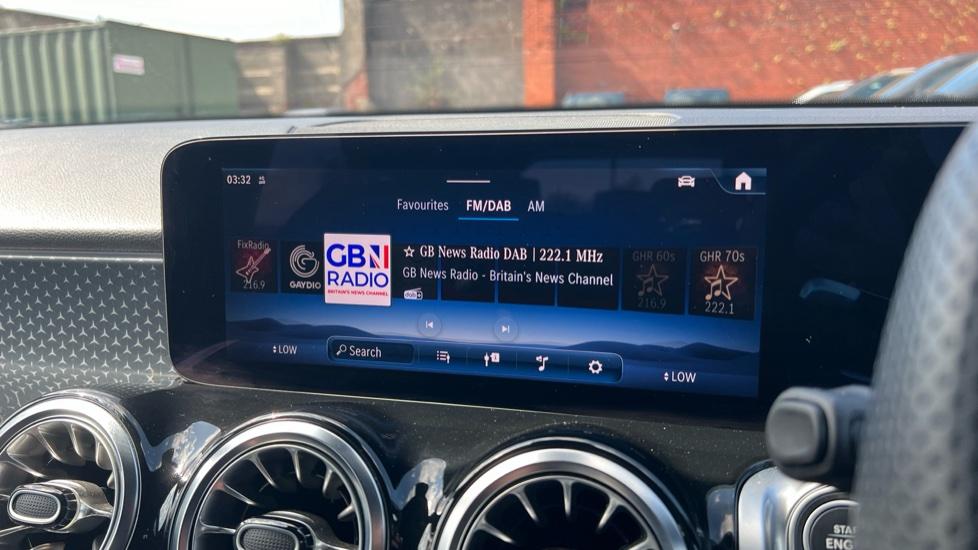 03:32
Favourites FM/DAB AM
FixRadio
216.9
GAYDIO
GBN
RADIO
BRITAIN'S NEWS CHANNEL
GB News Radio DAB | 222.1 MHz
GB News Radio - Britain's News Channel
dab
GHR 60s
216.9
GHR 70s
222.1
LOW
Search
LOW